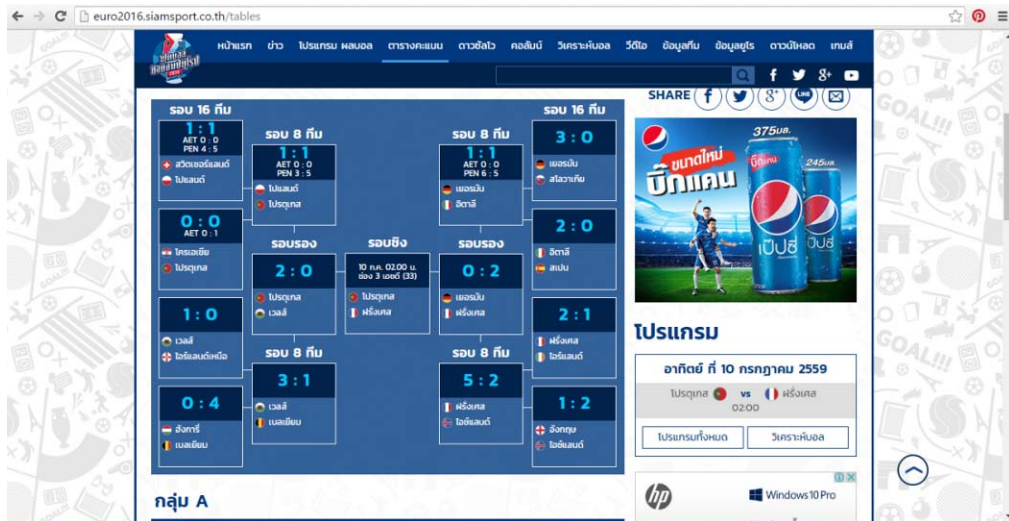 euro2016.siamsport.co.th/tables
หน้าแรก ข่าว โปรแกรม ผลบอล ตารางคะแนน ดาวซัลโว คอลัมน์ วิเคราะห์บอล วีดีโอ ข้อมูลทีม ข้อมูลยูโร ดาวน์โหลด เกมส์
SHARE
LINE
รอบ 16 ทีม
1 : 1
AET 0 : 0
PEN 4 : 5
สวิตเซอร์แลนด์
โปแลนด์
0 : 0
AET 0 : 1
โครเอเชีย
โปรตุเกส
1 : 0
เวลส์
ไอร์แลนด์เหนือ
0 : 4
ฮังการี
เบลเยียม
รอบ 8 ทีม
1 : 1
AET 0 : 0
PEN 3 : 5
โปแลนด์
โปรตุเกส
รอบรอง
2 : 0
โปรตุเกส
เวลส์
รอบ 8 ทีม
3 : 1
เวลส์
เบลเยียม
รอบชิง
10 ก.ค. 02.00 น.
ช่อง 3 เอชดี (33)
โปรตุเกส
ฝรั่งเศส
รอบ 8 ทีม
1 : 1
AET 0 : 0
PEN 6 : 5
เยอรมัน
อิตาลี
รอบรอง
0 : 2
เยอรมัน
ฝรั่งเศส
รอบ 8 ทีม
5 : 2
ฝรั่งเศส
ไอซ์แลนด์
รอบ 16 ทีม
3 : 0
เยอรมัน
สโลวาเกีย
2 : 0
อิตาลี
สเปน
2 : 1
ฝรั่งเศส
ไอร์แลนด์
1 : 2
อังกฤษ
ไอซ์แลนด์
375มล.
245มล.
ขนาดใหม่
บิ๊กแคน
เป๊ปซี่
โปรแกรม
อาทิตย์ ที่ 10 กรกฎาคม 2559
โปรตุเกส vs ฝรั่งเศส
02:00
โปรแกรมทั้งหมด วิเคราะห์บอล
hp Windows 10 Pro
กลุ่ม A